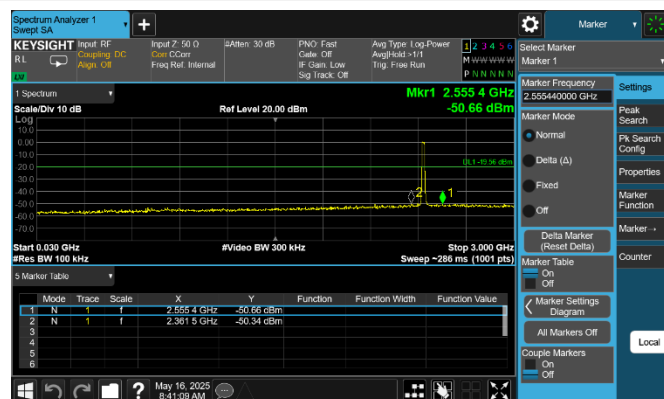 Spectrum Analyzer 1
Swept SA
Marker
KEYSIGHT
RL
LXI
Input: RF
Coupling: DC
Align: Off
Input Z: 50 Ω
Corr CCorr
Freq Ref: Internal
#Atten: 30 dB
PNO: Fast
Gate: Off
IF Gain: Low
Sig Track: Off
Avg Type: Log-Power
Avg|Hold:>1/1
Trig: Free Run
1 2 3 4 5 6
M W W W W W
P N N N N N
Select Marker
Marker 1
1 Spectrum
Scale/Div 10 dB
Ref Level 20.00 dBm
Mkr1 2.555 4 GHz
-50.66 dBm
Log
10.0
0.00
-10.0
-20.0
-30.0
-40.0
-50.0
-60.0
-70.0
DL1 -19.56 dBm
2
1
Start 0.030 GHz
#Video BW 300 kHz
Stop 3.000 GHz
#Res BW 100 kHz
Sweep ~286 ms (1001 pts)
5 Marker Table
Mode Trace Scale X Y Function Function Width Function Value
1 N 1 f 2.555 4 GHz -50.66 dBm
2 N 1 f 2.361 5 GHz -50.34 dBm
3
4
5
6
Marker Frequency
2.555440000 GHz
Marker Mode
Normal
Delta (Δ)
Fixed
Off
Delta Marker
(Reset Delta)
Marker Table
On
Off
Marker Settings
Diagram
All Markers Off
Couple Markers
On
Off
Settings
Peak
Search
Pk Search
Config
Properties
Marker
Function
Marker→
Counter
Local
?
May 16, 2025
8:41:09 AM